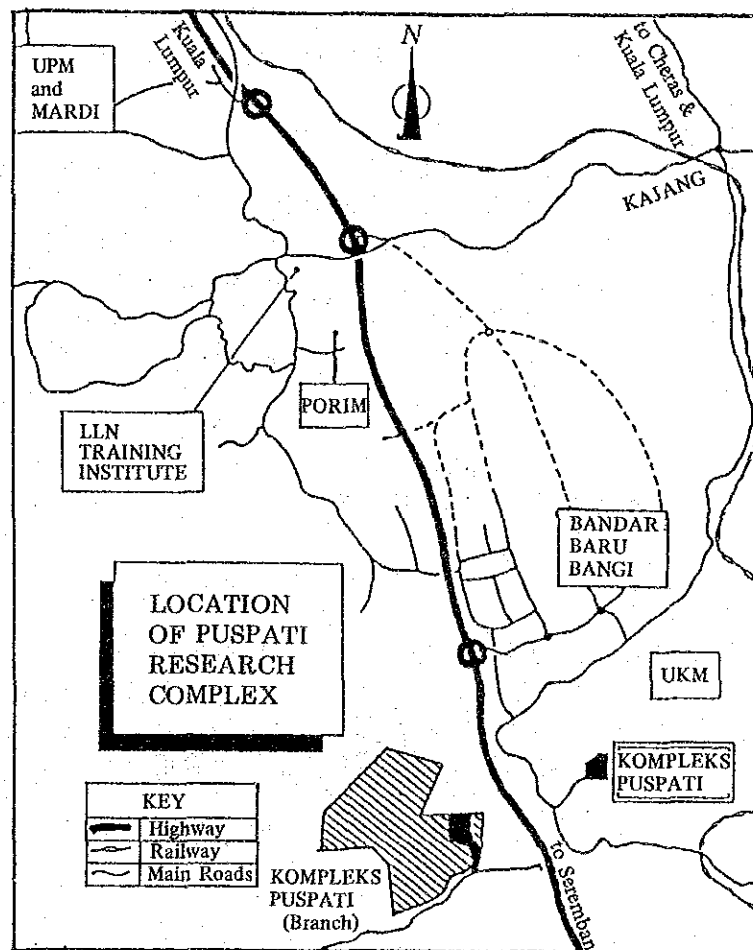 UPM
and
MARDI
Kuala
Lumpur
N
to Cheras &
Kuala Lumpur
KAJANG
PORIM
LLN
TRAINING
INSTITUTE
BANDAR
BARU
BANGI
LOCATION
OF PUSPATI
RESEARCH
COMPLEX
UKM
KOMPLEKS
PUSPATI
KEY
Highway
Railway
Main Roads
KOMPLEKS
PUSPATI
(Branch)
to Seremban